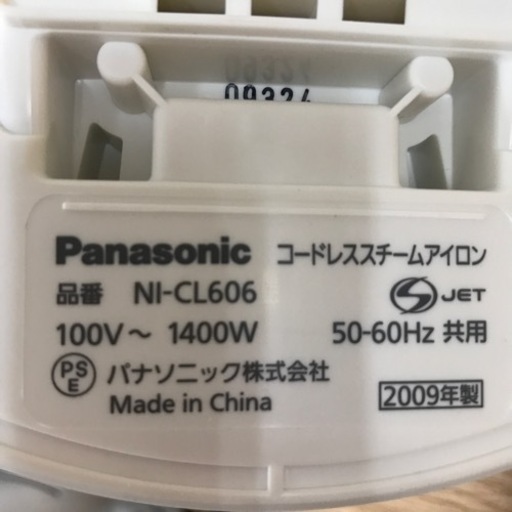 09324
Panasonic コードレススチームアイロン
品番 NI-CL606 S JET
100V～ 1400W 50-60Hz 共用
PSE パナソニック株式会社
Made in China 2009年製